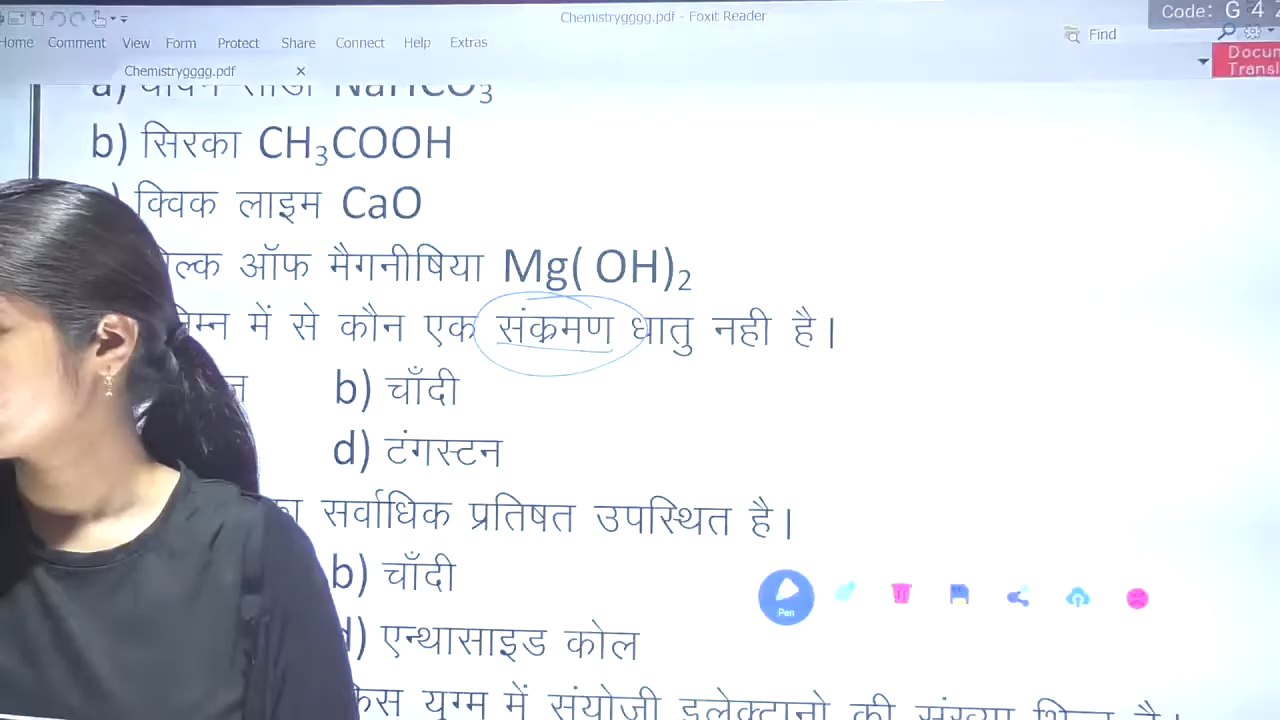 Chemistrygggg.pdf - Foxit Reader
Code: G 4
Home Comment View Form Protect Share Connect Help Extras
Find
Chemistrygggg.pdf ×
b) सिरका CH₃COOH
क्विक लाइम CaO
ऑफ मैगनीषिया Mg( OH)₂
में से कौन एक संक्रमण धातु नही है।
b) चाँदी
d) टंगस्टन
सर्वाधिक प्रतिषत उपस्थित है।
b) चाँदी
d) एन्थासाइड कोल
युग्म में संयोजी इलेक्ट्रानो की संख्या भिन्न है।
Pen